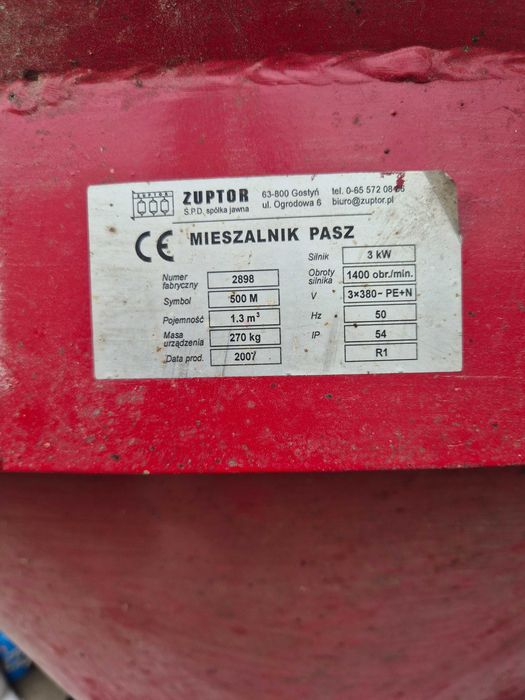 ZUPTOR
ZUPTOR
S.P.D. spółka jawna
63-800 Gostyń
ul. Ogrodowa 6
tel. 0-65 572 08
biuro@zuptor.pl
CE MIESZALNIK PASZ
Numer fabryczny 2898
Symbol 500 M
Pojemność 1.3 m³
Masa urządzenia 270 kg
Data prod. 2007
Silnik 3 kW
Obroty silnika 1400 obr./min.
V 3×380~ PE+N
Hz 50
IP 54
R1